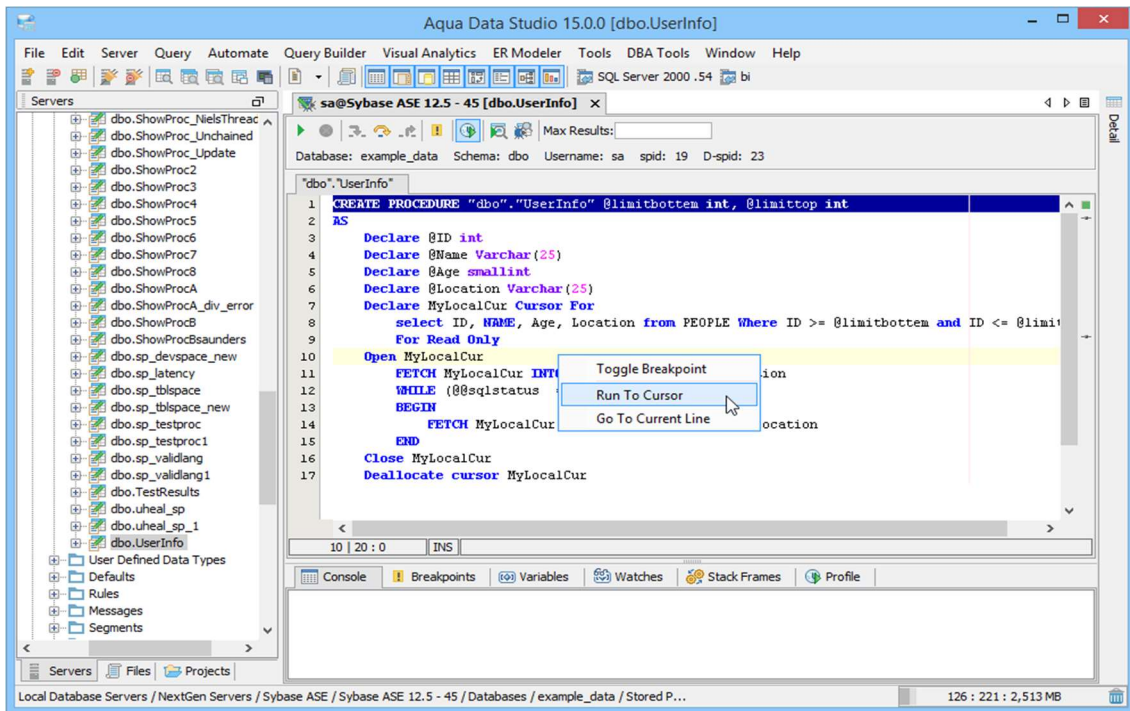 Aqua Data Studio 15.0.0 [dbo.UserInfo]
File Edit Server Query Automate Query Builder Visual Analytics ER Modeler Tools DBA Tools Window Help
SQL Server 2000 .54 bi
Servers
dbo.ShowProc_NielsThread
dbo.ShowProc_Unchained
dbo.ShowProc_Update
dbo.ShowProc2
dbo.ShowProc3
dbo.ShowProc4
dbo.ShowProc5
dbo.ShowProc6
dbo.ShowProc7
dbo.ShowProc8
dbo.ShowProcA
dbo.ShowProcA_div_error
dbo.ShowProcB
dbo.ShowProcBsaunders
dbo.sp_devspace_new
dbo.sp_latency
dbo.sp_tblspace
dbo.sp_tblspace_new
dbo.sp_testproc
dbo.sp_testproc1
dbo.sp_validlang
dbo.sp_validlang1
dbo.TestResults
dbo.uheal_sp
dbo.uheal_sp_1
dbo.UserInfo
User Defined Data Types
Defaults
Rules
Messages
Segments
Servers Files Projects
sa@Sybase ASE 12.5 - 45 [dbo.UserInfo]
Max Results:
Database: example_data Schema: dbo Username: sa spid: 19 D-spid: 23
"dbo"."UserInfo"
1 CREATE PROCEDURE "dbo"."UserInfo" @limitbottem int, @limittop int
2 AS
3 Declare @ID int
4 Declare @Name Varchar(25)
5 Declare @Age smallint
6 Declare @Location Varchar(25)
7 Declare MyLocalCur Cursor For
8 select ID, NAME, Age, Location from PEOPLE Where ID >= @limitbottem and ID <= @limit
9 For Read Only
10 Open MyLocalCur
11 FETCH MyLocalCur INTO ion
12 WHILE (@@sqlstatus =
13 BEGIN
14 FETCH MyLocalCur ocation
15 END
16 Close MyLocalCur
17 Deallocate cursor MyLocalCur
Toggle Breakpoint
Run To Cursor
Go To Current Line
10 | 20 : 0 INS
Console Breakpoints Variables Watches Stack Frames Profile
Detail
Local Database Servers / NextGen Servers / Sybase ASE / Sybase ASE 12.5 - 45 / Databases / example_data / Stored P...
126 : 221 : 2,513 MB